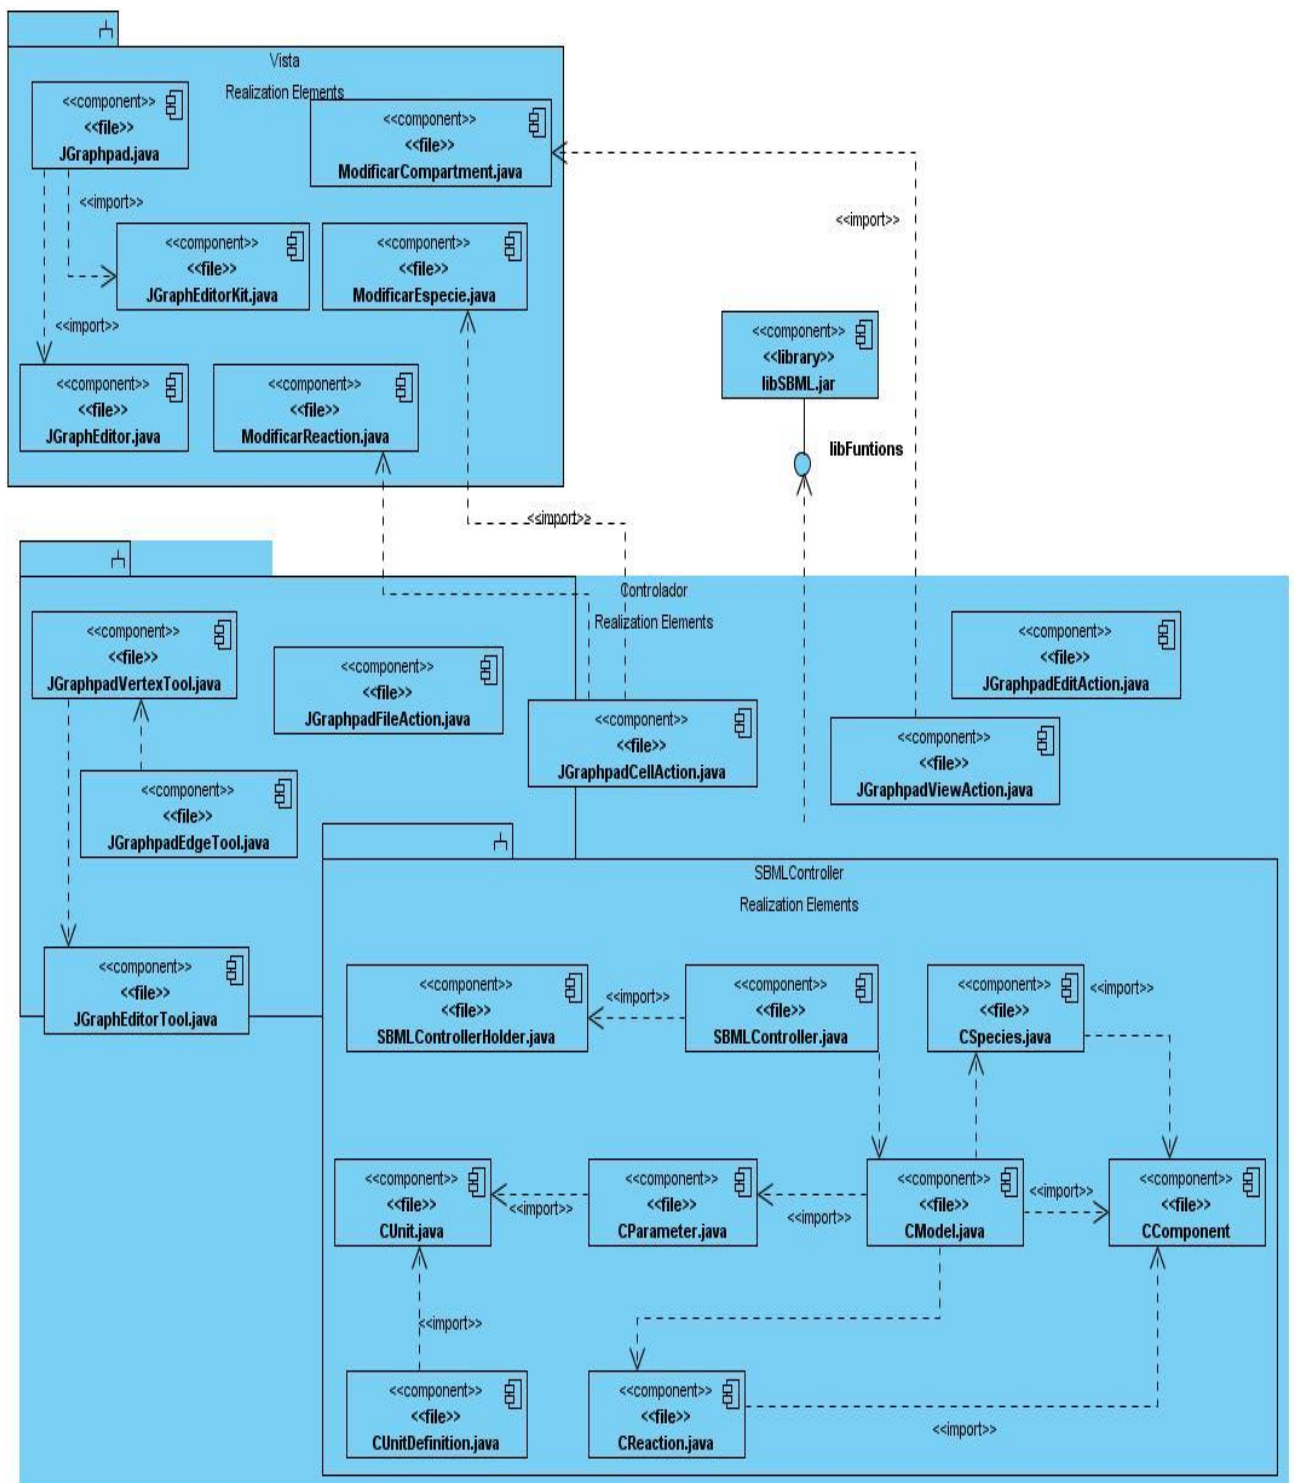 Vista
Realization Elements
<<component>>
<<file>>
JGraphpad.java
<<component>>
<<file>>
ModificarCompartment.java
<<import>>
<<import>>
<<component>>
<<file>>
JGraphEditorKit.java
<<component>>
<<file>>
ModificarEspecie.java
<<import>>
<<component>>
<<library>>
libSBML.jar
<<component>>
<<file>>
JGraphEditor.java
<<component>>
<<file>>
ModificarReaction.java
libFuntions
<<import>>
Controlador
Realization Elements
<<component>>
<<file>>
JGraphpadVertexTool.java
<<component>>
<<file>>
JGraphpadFileAction.java
<<component>>
<<file>>
JGraphpadEditAction.java
<<component>>
<<file>>
JGraphpadCellAction.java
<<component>>
<<file>>
JGraphpadViewAction.java
<<component>>
<<file>>
JGraphpadEdgeTool.java
SBMLController
Realization Elements
<<component>>
<<file>>
JGraphEditorTool.java
<<component>>
<<file>>
SBMLControllerHolder.java
<<import>>
<<component>>
<<file>>
SBMLController.java
<<component>>
<<file>>
CSpecies.java
<<import>>
<<component>>
<<file>>
CUnit.java
<<import>>
<<component>>
<<file>>
CParameter.java
<<import>>
<<component>>
<<file>>
CModel.java
<<import>>
<<component>>
<<file>>
CComponent
<<import>>
<<component>>
<<file>>
CUnitDefinition.java
<<component>>
<<file>>
CReaction.java
<<import>>